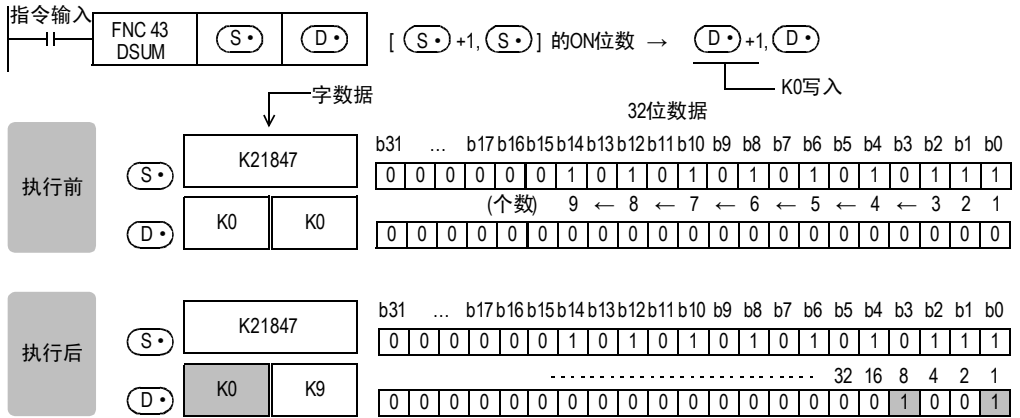 指令输入
FNC 43
DSUM
S•
D•
[ S• +1, S• ] 的ON位数 → D• +1, D•
K0写入
字数据
32位数据
执行前
b31 … b17 b16 b15 b14 b13 b12 b11 b10 b9 b8 b7 b6 b5 b4 b3 b2 b1 b0
S• K21847 0 0 0 0 0 0 1 0 1 0 1 0 1 0 1 0 1 0 1 1 1
(个数) 9 ← 8 ← 7 ← 6 ← 5 ← 4 ← 3 2 1
D• K0 K0 0 0 0 0 0 0 0 0 0 0 0 0 0 0 0 0 0 0 0 0 0
执行后
b31 … b17 b16 b15 b14 b13 b12 b11 b10 b9 b8 b7 b6 b5 b4 b3 b2 b1 b0
S• K21847 0 0 0 0 0 0 1 0 1 0 1 0 1 0 1 0 1 0 1 1 1
32 16 8 4 2 1
D• K0 K9 0 0 0 0 0 0 0 0 0 0 0 0 0 0 0 0 0 1 0 0 1